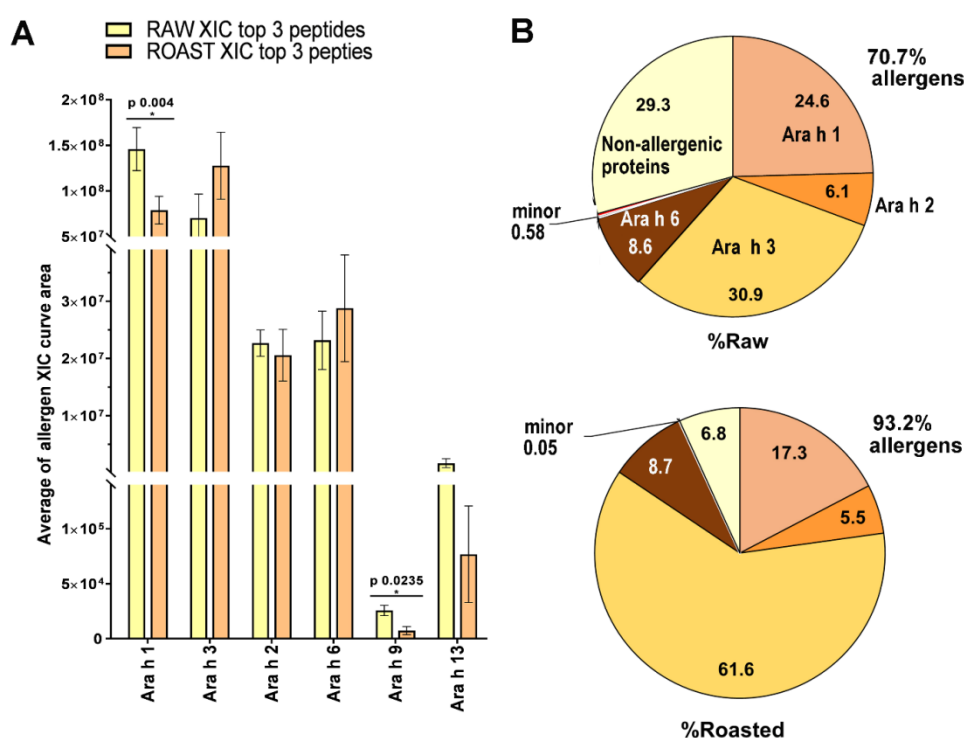 A
RAW XIC top 3 peptides
ROAST XIC top 3 pepties
Average of allergen XIC curve area
2×10⁸
1.5×10⁸
1×10⁸
5×10⁷
3×10⁷
2×10⁷
1×10⁷
1×10⁵
5×10⁴
0
p 0.004
*
p 0.0235
*
Ara h 1
Ara h 3
Ara h 2
Ara h 6
Ara h 9
Ara h 13
B
70.7%
allergens
29.3
Non-allergenic
proteins
24.6
Ara h 1
6.1
Ara h 2
minor
0.58
Ara h 6
8.6
Ara h 3
30.9
%Raw
93.2%
allergens
minor
0.05
6.8
17.3
8.7
5.5
61.6
%Roasted